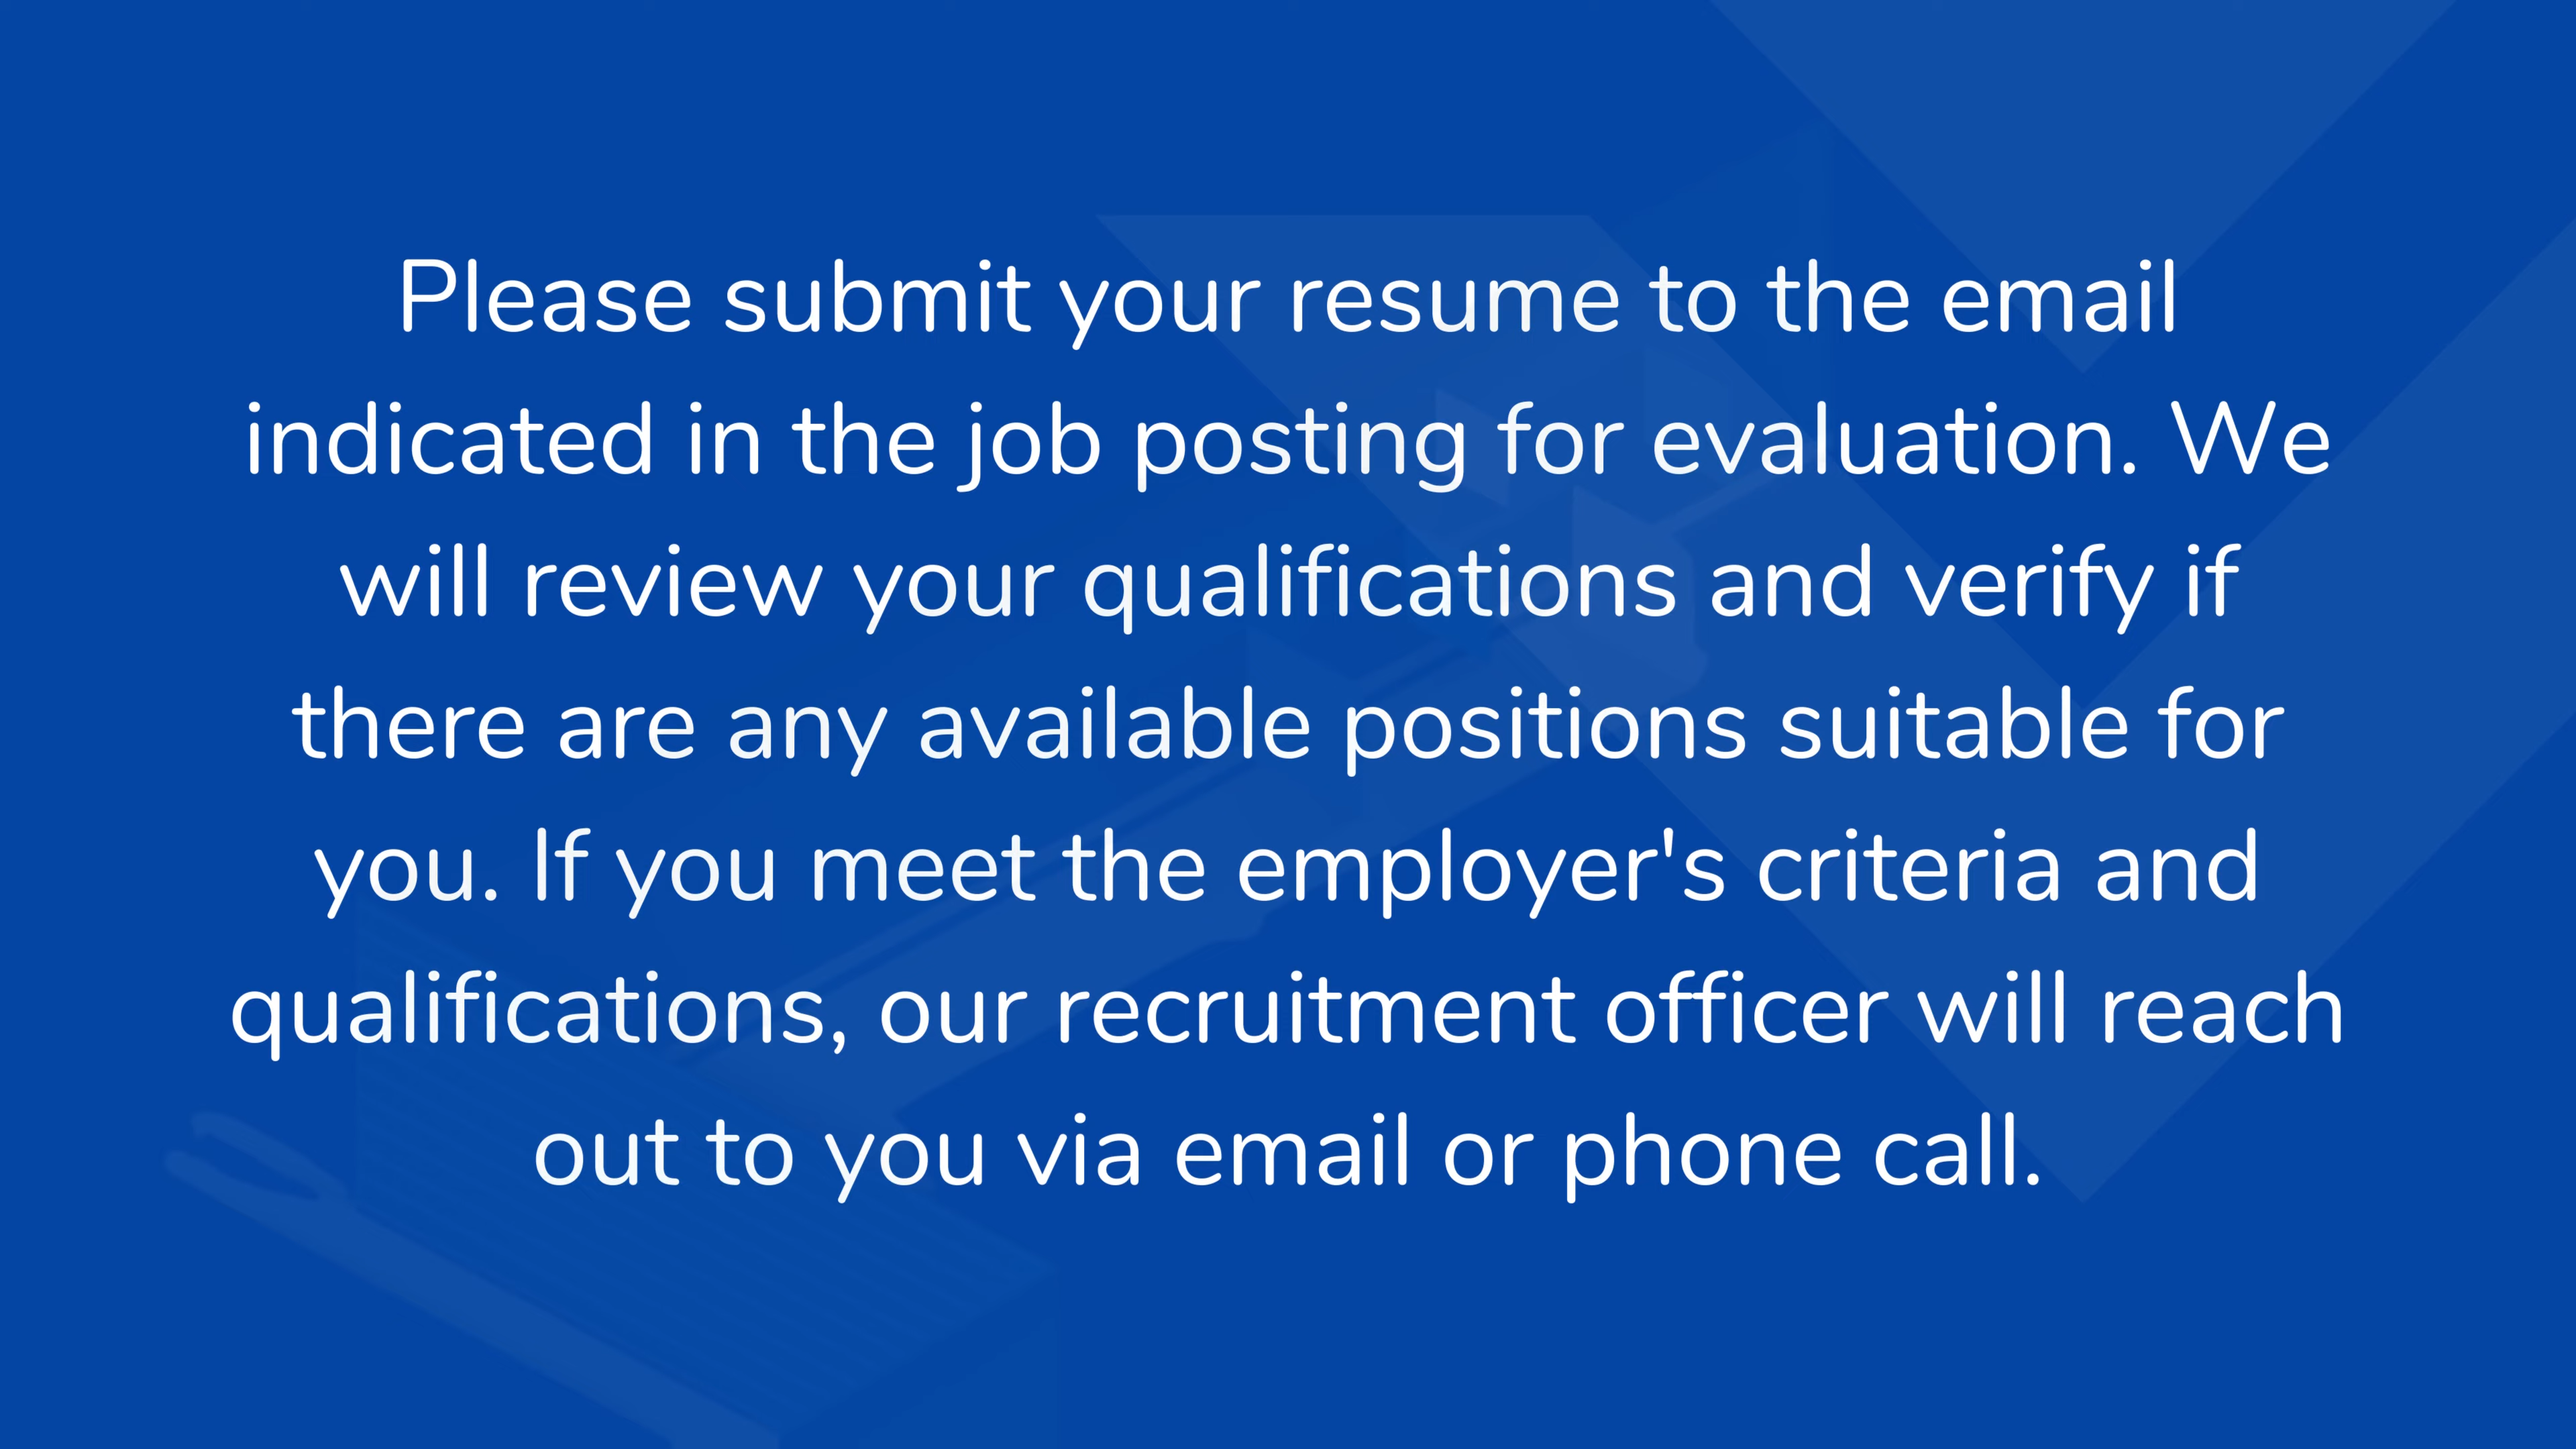 Please submit your resume to the email
indicated in the job posting for evaluation. We
will review your qualifications and verify if
there are any available positions suitable for
you. If you meet the employer's criteria and
qualifications, our recruitment officer will reach
out to you via email or phone call.